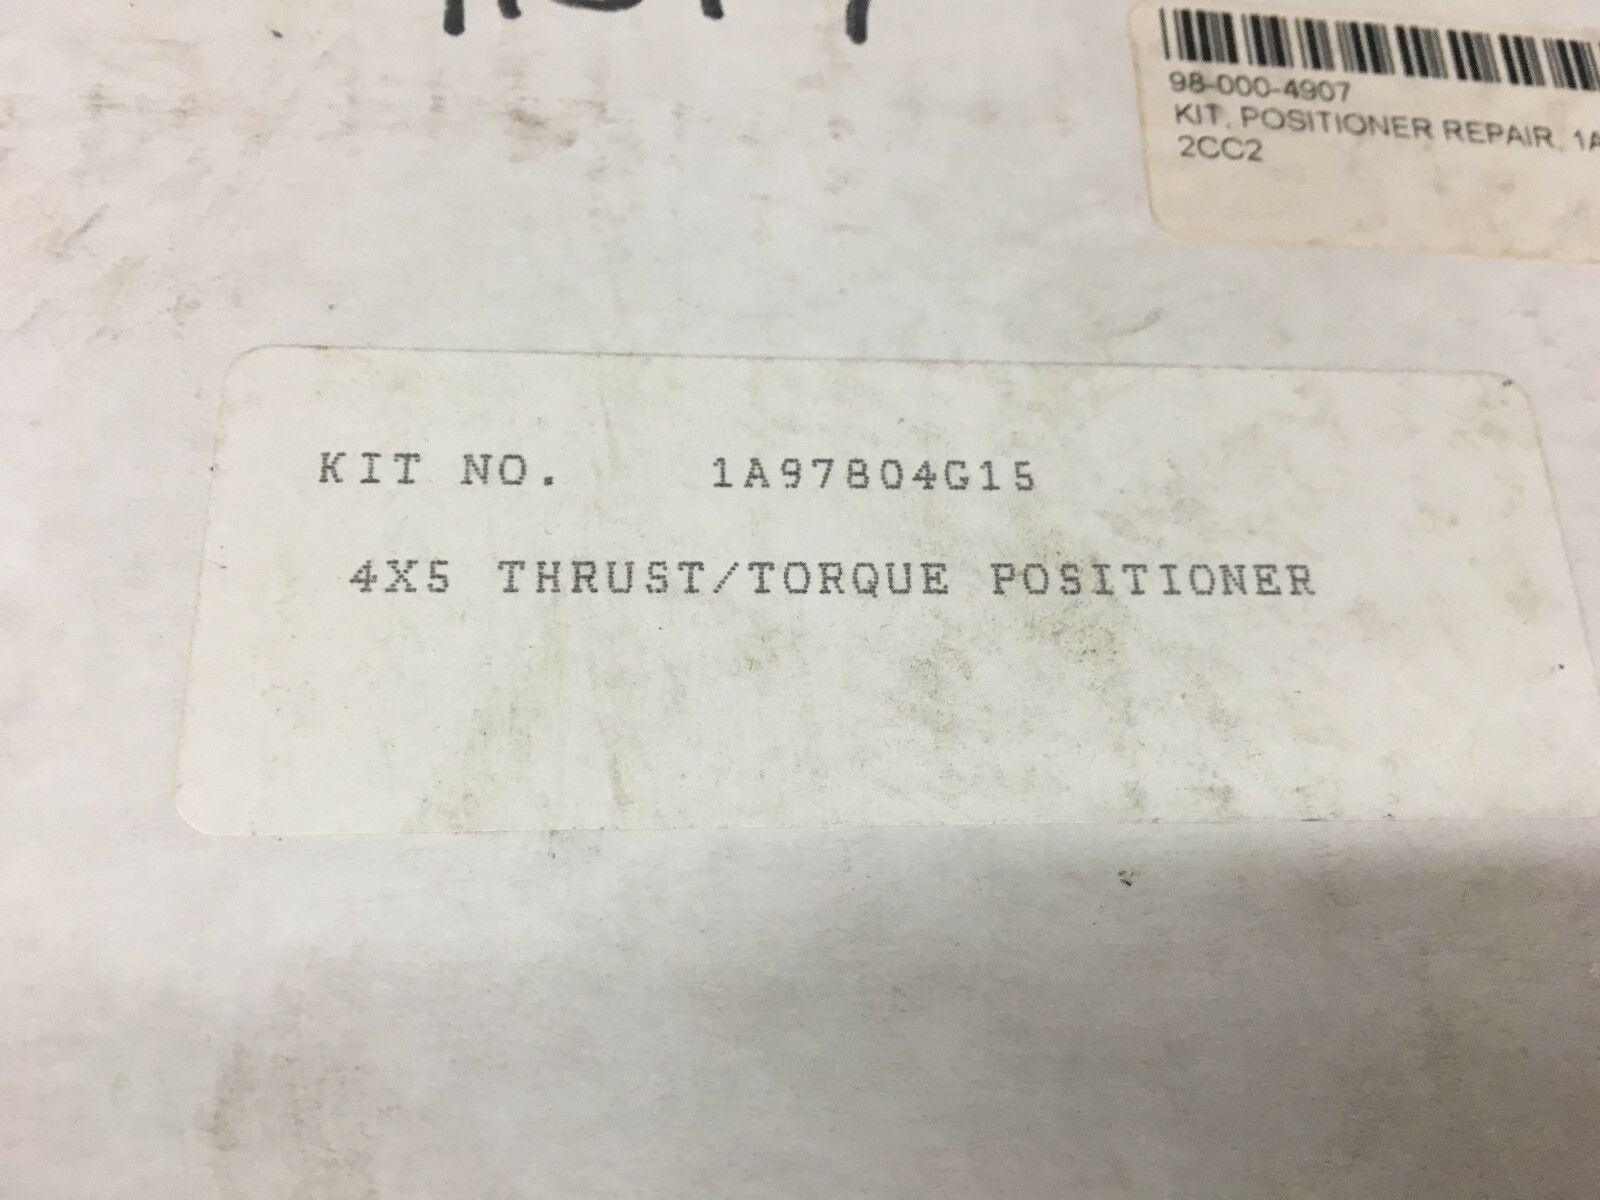 98-000-4907
KIT, POSITIONER REPAIR, 1A
2CC2
KIT NO. 1A97804G15
4X5 THRUST/TORQUE POSITIONER